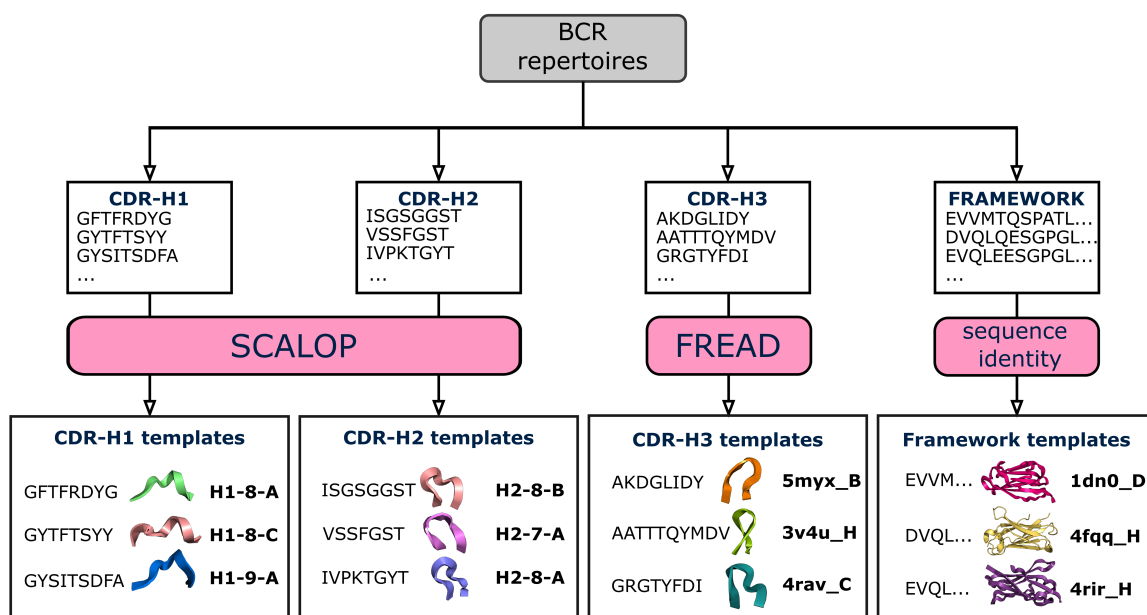 BCR
repertoires
CDR-H1
GFTFRDYG
GYTFTSYY
GYSITSDFA
...
CDR-H2
ISGSGGST
VSSFGST
IVPKTGYT
...
CDR-H3
AKDGLIDY
AATTTQYMDV
GRGTYFDI
...
FRAMEWORK
EVVMTQSPATL...
DVQLQESGPGL...
EVQLEESGPGL...
...
SCALOP
FREAD
sequence
identity
CDR-H1 templates
GFTFRDYG H1-8-A
GYTFTSYY H1-8-C
GYSITSDFA H1-9-A
CDR-H2 templates
ISGSGGST H2-8-B
VSSFGST H2-7-A
IVPKTGYT H2-8-A
CDR-H3 templates
AKDGLIDY 5myx_B
AATTTQYMDV 3v4u_H
GRGTYFDI 4rav_C
Framework templates
EVVM... 1dn0_D
DVQL... 4fqq_H
EVQL... 4rir_H